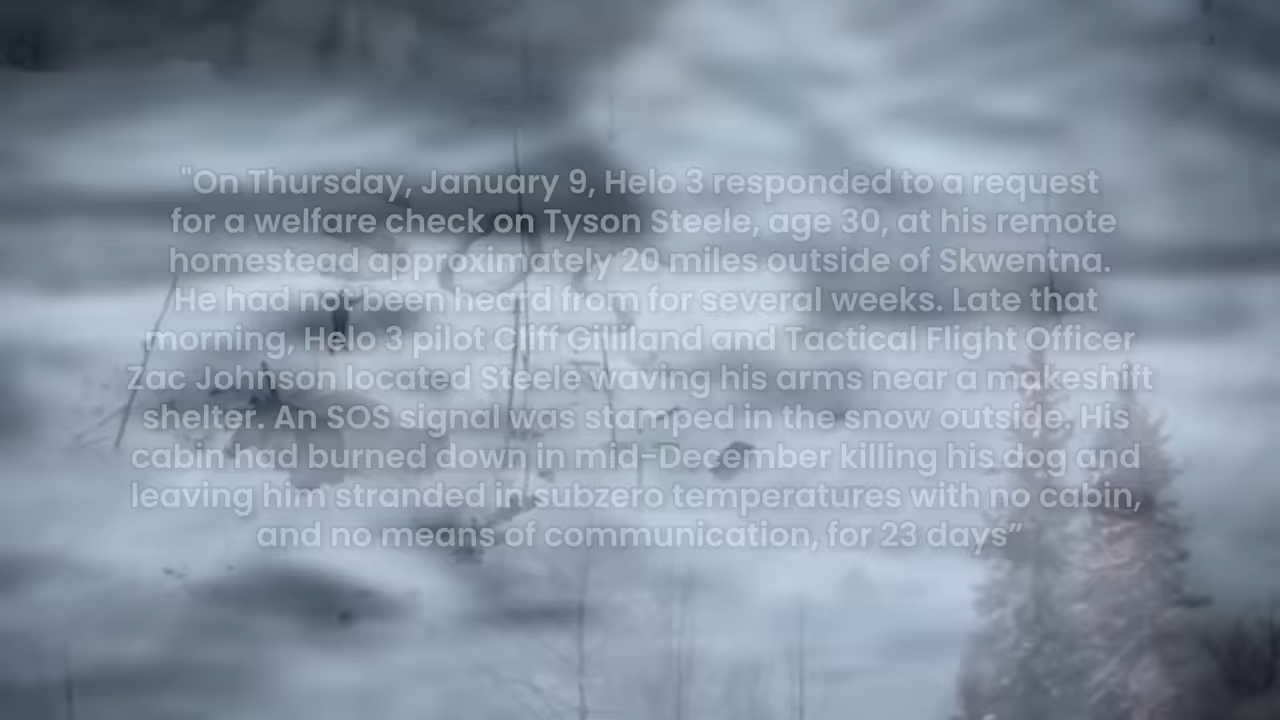 "On Thursday, January 9, Helo 3 responded to a request
for a welfare check on Tyson Steele, age 30, at his remote
homestead approximately 20 miles outside of Skwentna.
He had not been heard from for several weeks. Late that
morning, Helo 3 pilot Cliff Gilliland and Tactical Flight Officer
Zac Johnson located Steele waving his arms near a makeshift
shelter. An SOS signal was stamped in the snow outside. His
cabin had burned down in mid-December killing his dog and
leaving him stranded in subzero temperatures with no cabin,
and no means of communication, for 23 days”